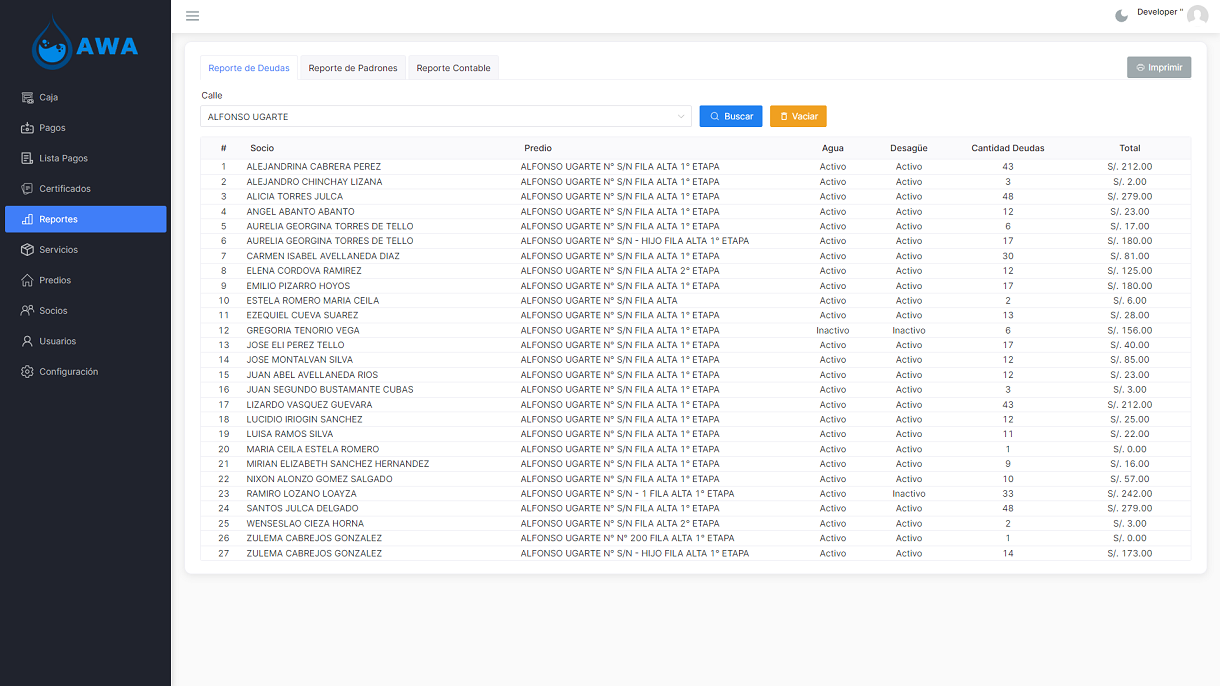 AWA
Developer "
Caja
Pagos
Lista Pagos
Certificados
Reportes
Servicios
Predios
Socios
Usuarios
Configuración
Reporte de Deudas Reporte de Padrones Reporte Contable Imprimir
Calle
ALFONSO UGARTE Buscar Vaciar
# Socio Predio Agua Desagüe Cantidad Deudas Total
1 ALEJANDRINA CABRERA PEREZ ALFONSO UGARTE N° S/N FILA ALTA 1° ETAPA Activo Activo 43 S/. 212.00
2 ALEJANDRO CHINCHAY LIZANA ALFONSO UGARTE N° S/N FILA ALTA 1° ETAPA Activo Activo 3 S/. 2.00
3 ALICIA TORRES JULCA ALFONSO UGARTE N° S/N FILA ALTA 1° ETAPA Activo Activo 48 S/. 279.00
4 ANGEL ABANTO ABANTO ALFONSO UGARTE N° S/N FILA ALTA 1° ETAPA Activo Activo 12 S/. 23.00
5 AURELIA GEORGINA TORRES DE TELLO ALFONSO UGARTE N° S/N FILA ALTA 1° ETAPA Activo Activo 6 S/. 17.00
6 AURELIA GEORGINA TORRES DE TELLO ALFONSO UGARTE N° S/N - HIJO FILA ALTA 1° ETAPA Activo Activo 17 S/. 180.00
7 CARMEN ISABEL AVELLANEDA DIAZ ALFONSO UGARTE N° S/N FILA ALTA 1° ETAPA Activo Activo 30 S/. 81.00
8 ELENA CORDOVA RAMIREZ ALFONSO UGARTE N° S/N FILA ALTA 2° ETAPA Activo Activo 12 S/. 125.00
9 EMILIO PIZARRO HOYOS ALFONSO UGARTE N° S/N FILA ALTA 1° ETAPA Activo Activo 17 S/. 180.00
10 ESTELA ROMERO MARIA CEILA ALFONSO UGARTE N° S/N FILA ALTA Activo Activo 2 S/. 6.00
11 EZEQUIEL CUEVA SUAREZ ALFONSO UGARTE N° S/N FILA ALTA 1° ETAPA Activo Activo 13 S/. 28.00
12 GREGORIA TENORIO VEGA ALFONSO UGARTE N° S/N FILA ALTA 1° ETAPA Inactivo Inactivo 6 S/. 156.00
13 JOSE ELI PEREZ TELLO ALFONSO UGARTE N° S/N FILA ALTA 1° ETAPA Activo Activo 17 S/. 40.00
14 JOSE MONTALVAN SILVA ALFONSO UGARTE N° S/N FILA ALTA 1° ETAPA Activo Activo 12 S/. 85.00
15 JUAN ABEL AVELLANEDA RIOS ALFONSO UGARTE N° S/N FILA ALTA 1° ETAPA Activo Activo 12 S/. 23.00
16 JUAN SEGUNDO BUSTAMANTE CUBAS ALFONSO UGARTE N° S/N FILA ALTA 1° ETAPA Activo Activo 3 S/. 3.00
17 LIZARDO VASQUEZ GUEVARA ALFONSO UGARTE N° S/N FILA ALTA 1° ETAPA Activo Activo 43 S/. 212.00
18 LUCIDIO IRIOGIN SANCHEZ ALFONSO UGARTE N° S/N FILA ALTA 1° ETAPA Activo Activo 12 S/. 25.00
19 LUISA RAMOS SILVA ALFONSO UGARTE N° S/N FILA ALTA 1° ETAPA Activo Activo 11 S/. 22.00
20 MARIA CEILA ESTELA ROMERO ALFONSO UGARTE N° S/N FILA ALTA 1° ETAPA Activo Activo 1 S/. 0.00
21 MIRIAN ELIZABETH SANCHEZ HERNANDEZ ALFONSO UGARTE N° S/N FILA ALTA 1° ETAPA Activo Activo 9 S/. 16.00
22 NIXON ALONZO GOMEZ SALGADO ALFONSO UGARTE N° S/N FILA ALTA 1° ETAPA Activo Activo 10 S/. 57.00
23 RAMIRO LOZANO LOAYZA ALFONSO UGARTE N° S/N - 1 FILA ALTA 1° ETAPA Activo Inactivo 33 S/. 242.00
24 SANTOS JULCA DELGADO ALFONSO UGARTE N° S/N FILA ALTA 1° ETAPA Activo Activo 48 S/. 279.00
25 WENSESLAO CIEZA HORNA ALFONSO UGARTE N° S/N FILA ALTA 2° ETAPA Activo Activo 2 S/. 3.00
26 ZULEMA CABREJOS GONZALEZ ALFONSO UGARTE N° N° 200 FILA ALTA 1° ETAPA Activo Activo 1 S/. 0.00
27 ZULEMA CABREJOS GONZALEZ ALFONSO UGARTE N° S/N - HIJO FILA ALTA 1° ETAPA Activo Activo 14 S/. 173.00